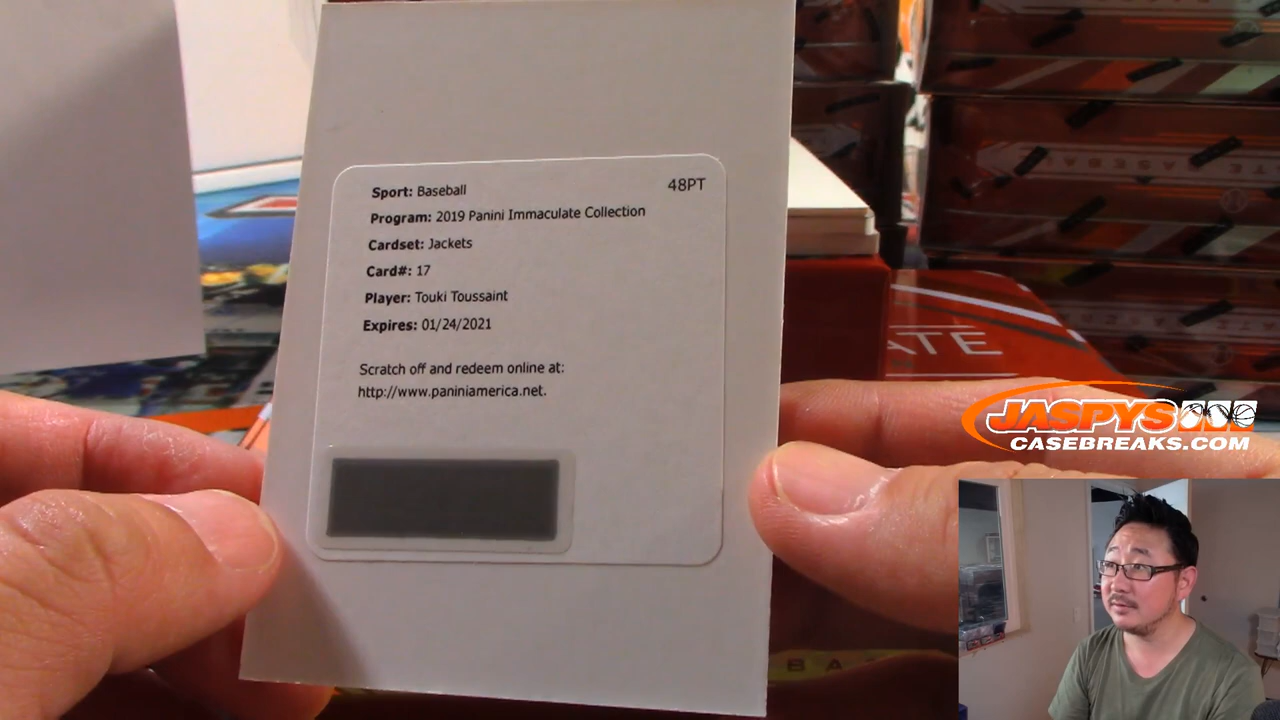 Sport: Baseball
48PT
Program: 2019 Panini Immaculate Collection
Cardset: Jackets
Card#: 17
Player: Touki Toussaint
Expires: 01/24/2021
Scratch off and redeem online at:
http://www.paniniamerica.net.
ATE
JASPYS
CASEBREAKS.COM